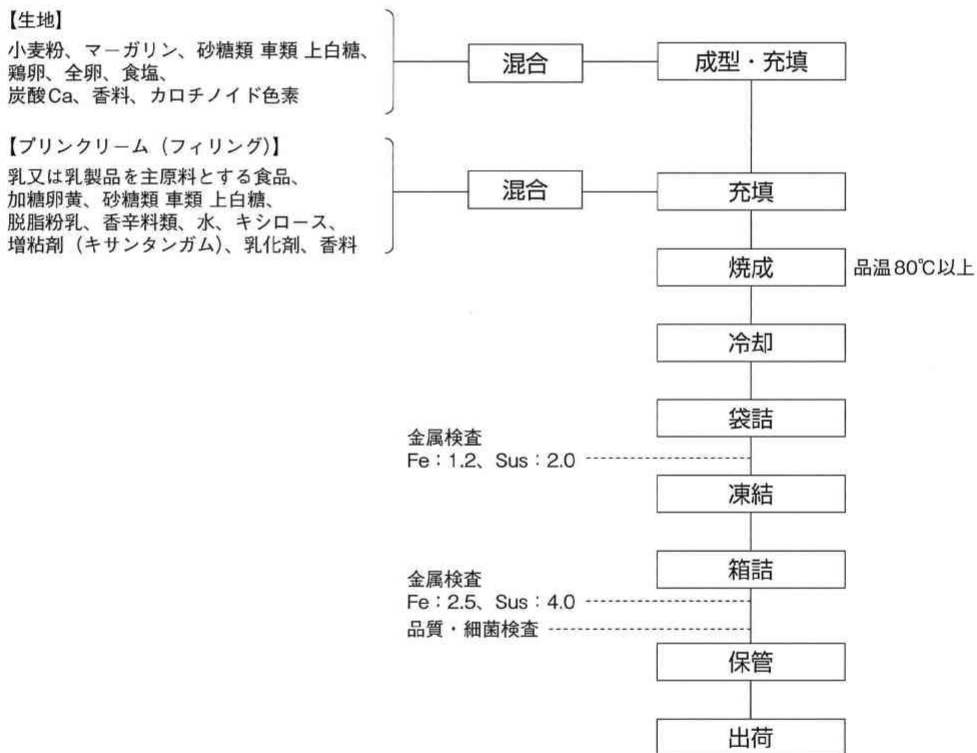 【生地】
小麦粉、マーガリン、砂糖類 車類 上白糖、
鶏卵、全卵、食塩、
炭酸Ca、香料、カロチノイド色素
混合
成型・充填
【プリンクリーム(フィリング)】
乳又は乳製品を主原料とする食品、
加糖卵黄、砂糖類 車類 上白糖、
脱脂粉乳、香辛料類、水、キシロース、
増粘剤(キサンタンガム)、乳化剤、香料
混合
充填
焼成
品温80℃以上
冷却
袋詰
金属検査
Fe:1.2、Sus:2.0
凍結
箱詰
金属検査
Fe:2.5、Sus:4.0
品質・細菌検査
保管
出荷